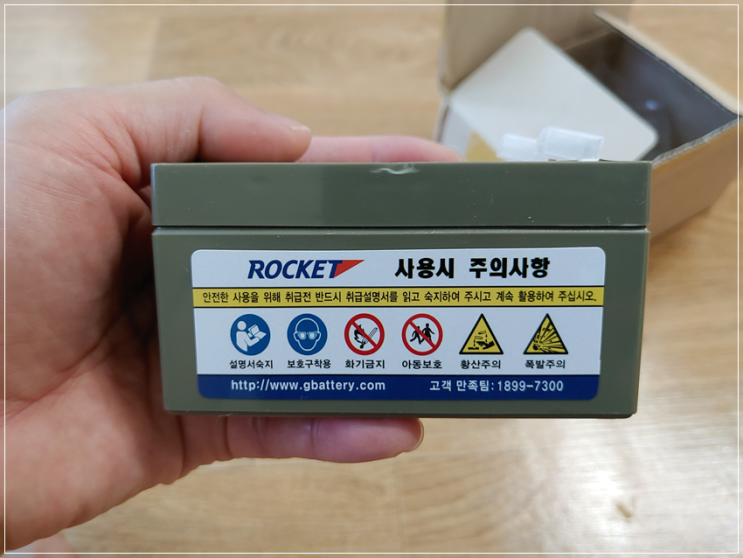 ROCKET 사용시 주의사항
안전한 사용을 위해 취급전 반드시 취급설명서를 읽고 숙지하여 주시고 계속 활용하여 주십시오.
설명서숙지 보호구착용 화기금지 아동보호 황산주의 폭발주의
http://www.gbattery.com 고객 만족팀:1899-7300